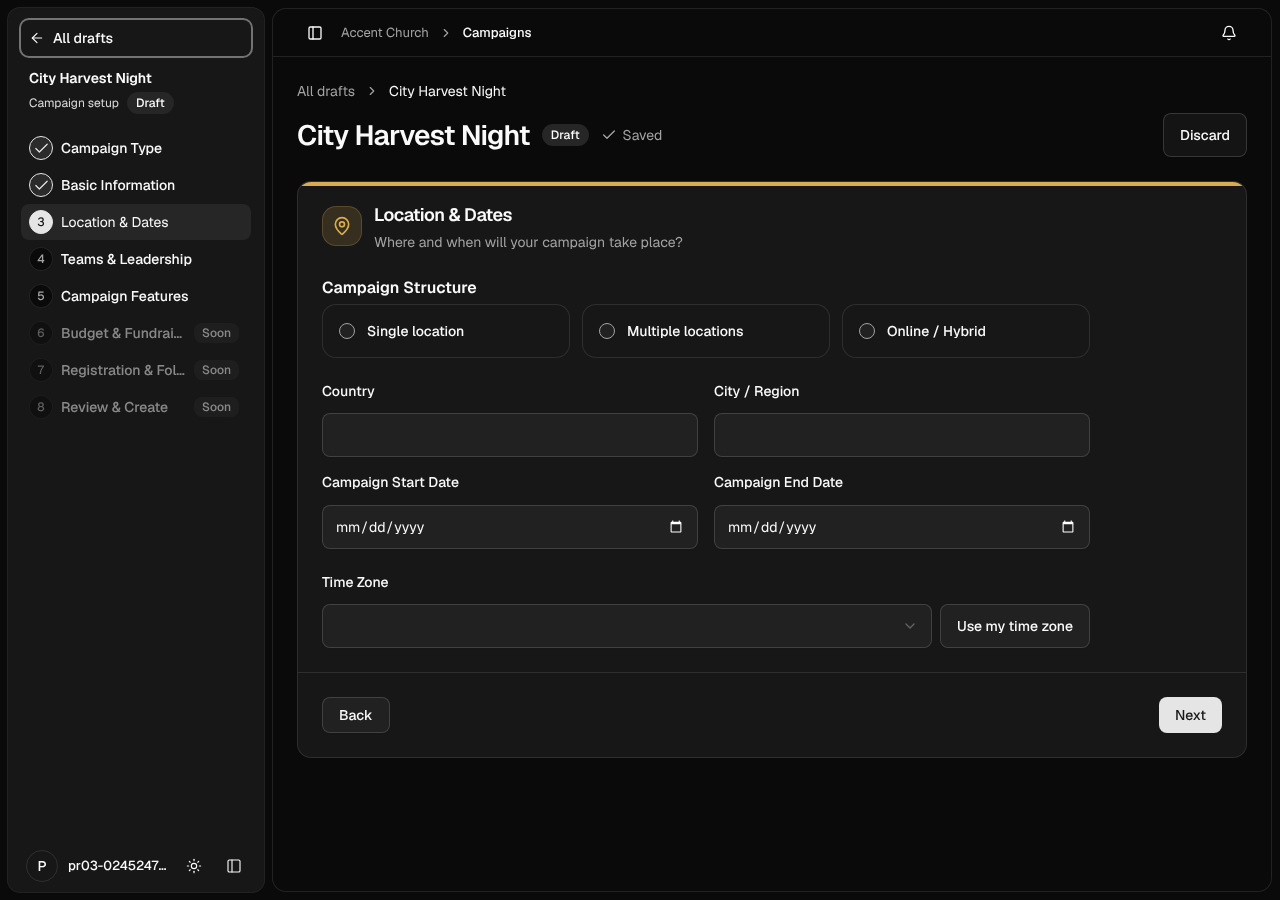 All drafts
City Harvest Night
Campaign setup Draft
Campaign Type
Basic Information
3 Location & Dates
4 Teams & Leadership
5 Campaign Features
6 Budget & Fundrai... Soon
7 Registration & Fol... Soon
8 Review & Create Soon
P pr03-0245247...
Accent Church > Campaigns
All drafts > City Harvest Night
City Harvest Night Draft Saved
Discard
Location & Dates
Where and when will your campaign take place?
Campaign Structure
Single location Multiple locations Online / Hybrid
Country City / Region
Campaign Start Date Campaign End Date
mm/dd/yyyy mm/dd/yyyy
Time Zone
Use my time zone
Back Next